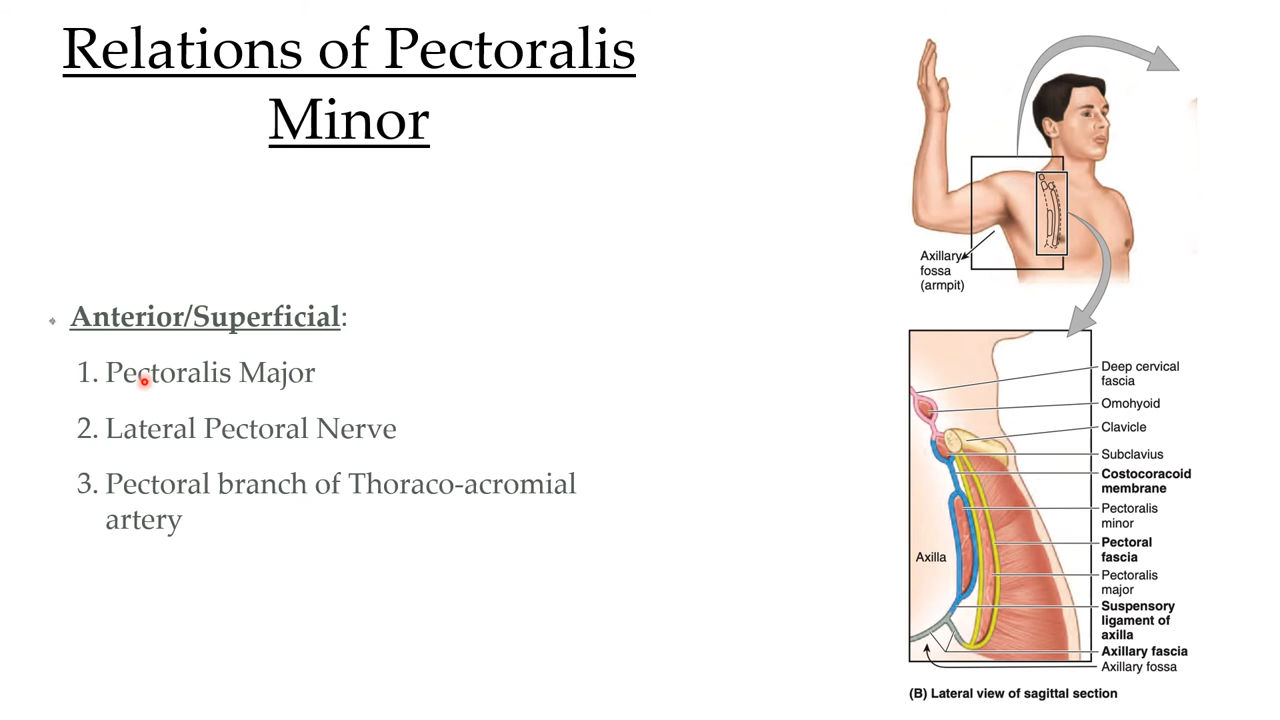 Relations of Pectoralis
Minor
Anterior/Superficial:
1. Pectoralis Major
2. Lateral Pectoral Nerve
3. Pectoral branch of Thoraco-acromial
artery
Axillary
fossa
(armpit)
Deep cervical
fascia
Omohyoid
Clavicle
Subclavius
Costocoracoid
membrane
Pectoralis
minor
Pectoral
fascia
Axilla
Pectoralis
major
Suspensory
ligament of
axilla
Axillary fascia
Axillary fossa
(B) Lateral view of sagittal section